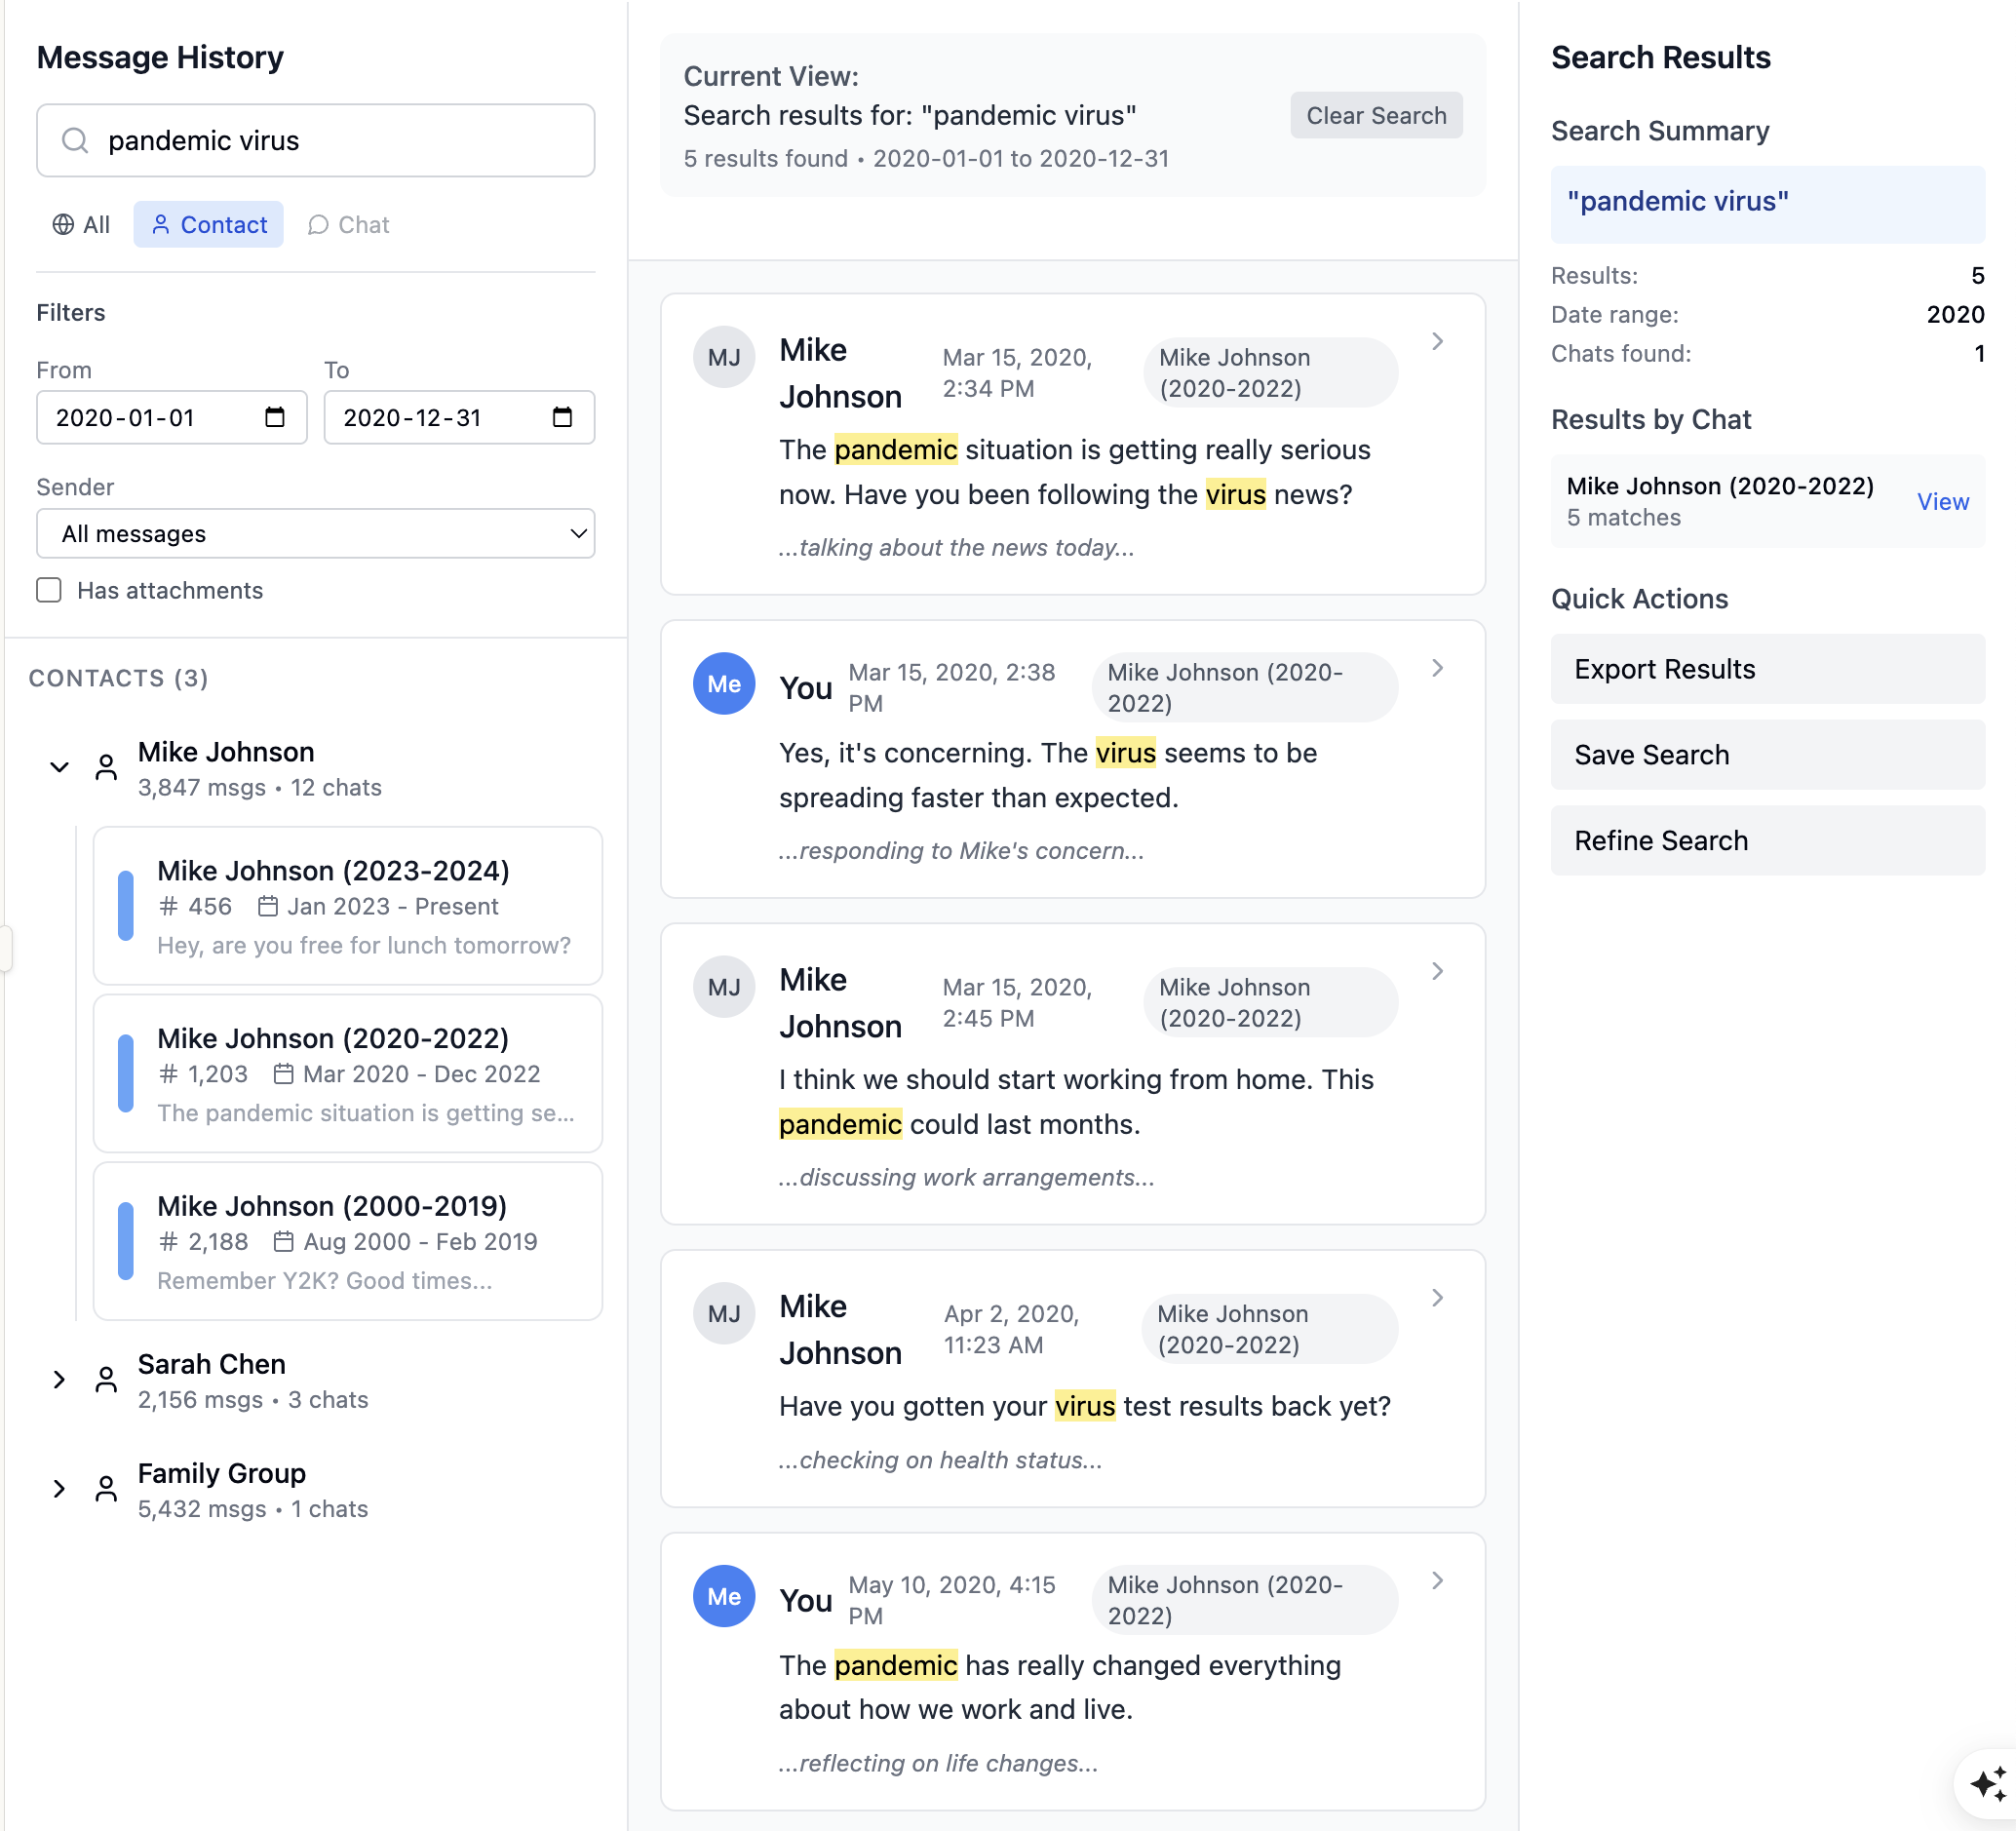 Message History
pandemic virus
All
Contact
Chat
Filters
From
To
2020-01-01
2020-12-31
Sender
All messages
Has attachments
CONTACTS (3)
Mike Johnson
3,847 msgs • 12 chats
Mike Johnson (2023-2024)
# 456 Jan 2023 - Present
Hey, are you free for lunch tomorrow?
Mike Johnson (2020-2022)
# 1,203 Mar 2020 - Dec 2022
The pandemic situation is getting se...
Mike Johnson (2000-2019)
# 2,188 Aug 2000 - Feb 2019
Remember Y2K? Good times...
Sarah Chen
2,156 msgs • 3 chats
Family Group
5,432 msgs • 1 chats
Current View:
Search results for: "pandemic virus"
5 results found • 2020-01-01 to 2020-12-31
Clear Search
MJ
Mike
Johnson
Mar 15, 2020,
2:34 PM
Mike Johnson
(2020-2022)
The pandemic situation is getting really serious
now. Have you been following the virus news?
...talking about the news today...
Me
You
Mar 15, 2020, 2:38
PM
Mike Johnson (2020-
2022)
Yes, it's concerning. The virus seems to be
spreading faster than expected.
...responding to Mike's concern...
MJ
Mike
Johnson
Mar 15, 2020,
2:45 PM
Mike Johnson
(2020-2022)
I think we should start working from home. This
pandemic could last months.
...discussing work arrangements...
MJ
Mike
Johnson
Apr 2, 2020,
11:23 AM
Mike Johnson
(2020-2022)
Have you gotten your virus test results back yet?
...checking on health status...
Me
You
May 10, 2020, 4:15
PM
Mike Johnson (2020-
2022)
The pandemic has really changed everything
about how we work and live.
...reflecting on life changes...
Search Results
Search Summary
"pandemic virus"
Results: 5
Date range: 2020
Chats found: 1
Results by Chat
Mike Johnson (2020-2022)
5 matches
View
Quick Actions
Export Results
Save Search
Refine Search